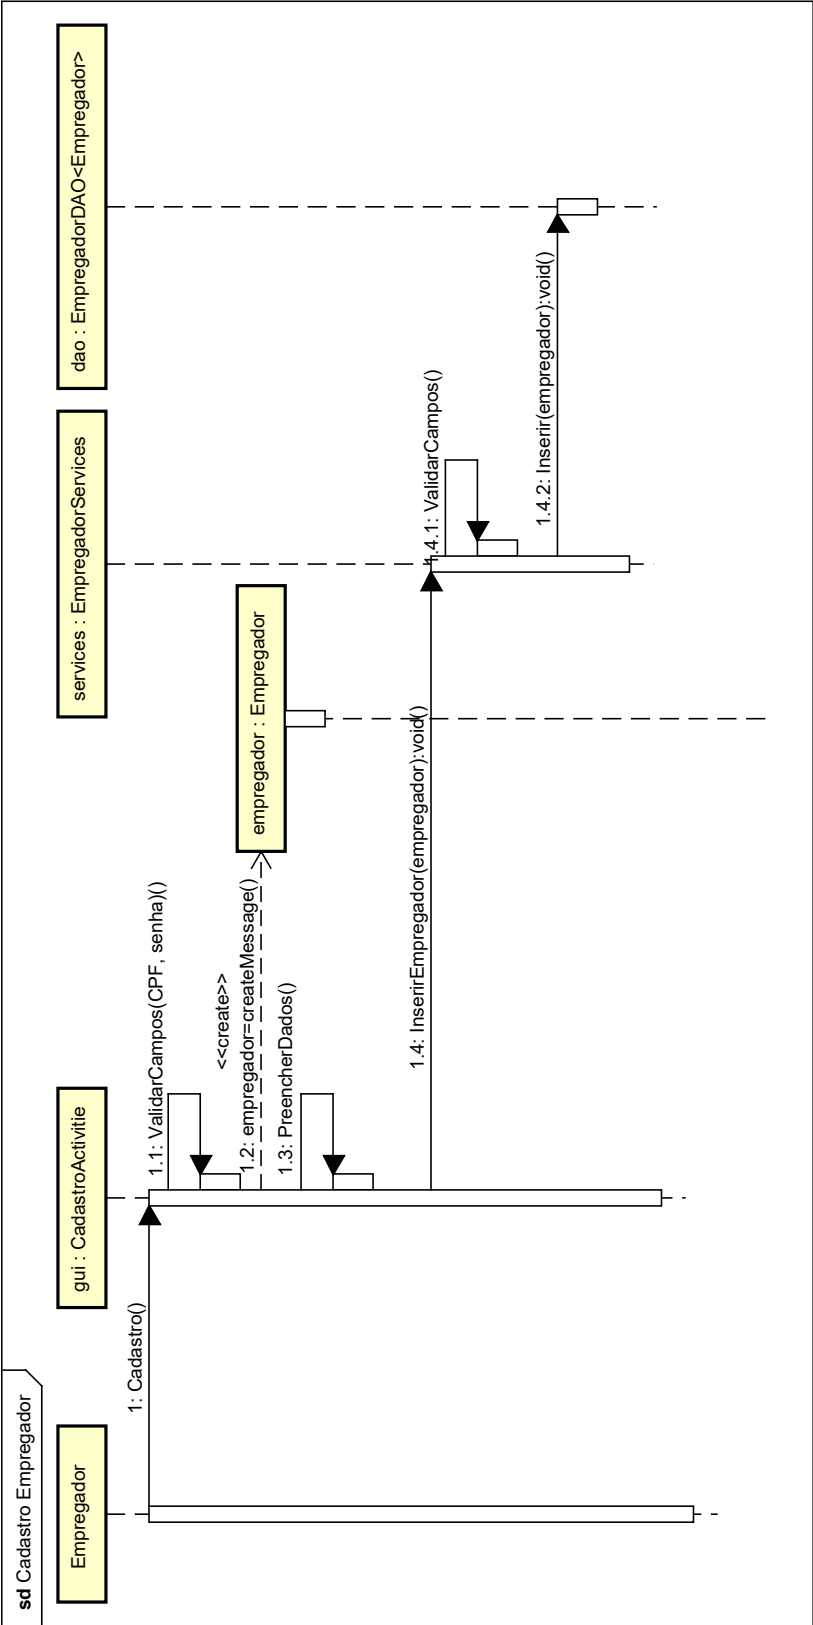 sd Cadastro Empregador
Empregador
gui : CadastroActivitie
services : EmpregadorServices
dao : EmpregadorDAO<Empregador>
1: Cadastro()
1.1: ValidarCampos(CPF, senha)()
<<create>>
1.2: empregador=createMessage()
empregador : Empregador
1.3: PreencherDados()
1.4: InserirEmpregador(empregador):void()
1.4.1: ValidarCampos()
1.4.2: Inserir(empregador):void()